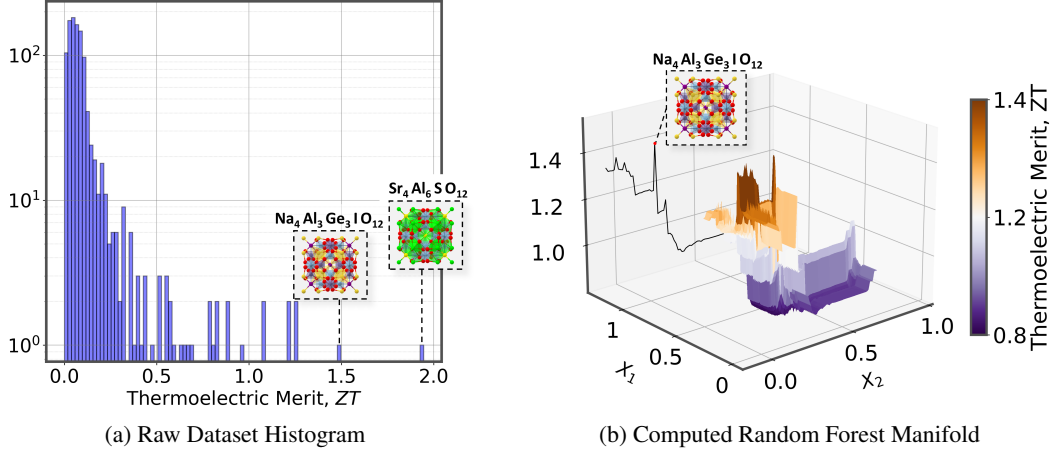 10²
10¹
10⁰
Na₄ Al₃ Ge₃ I O₁₂
Sr₄ Al₆ S O₁₂
0.0 0.5 1.0 1.5 2.0
Thermoelectric Merit, ZT
(a) Raw Dataset Histogram
Na₄ Al₃ Ge₃ I O₁₂
1.4
1.2
1.0
1
0.5
0
X₁
0.0
0.5
1.0
X₂
1.4
1.2
0.8
Thermoelectric Merit, ZT
(b) Computed Random Forest Manifold